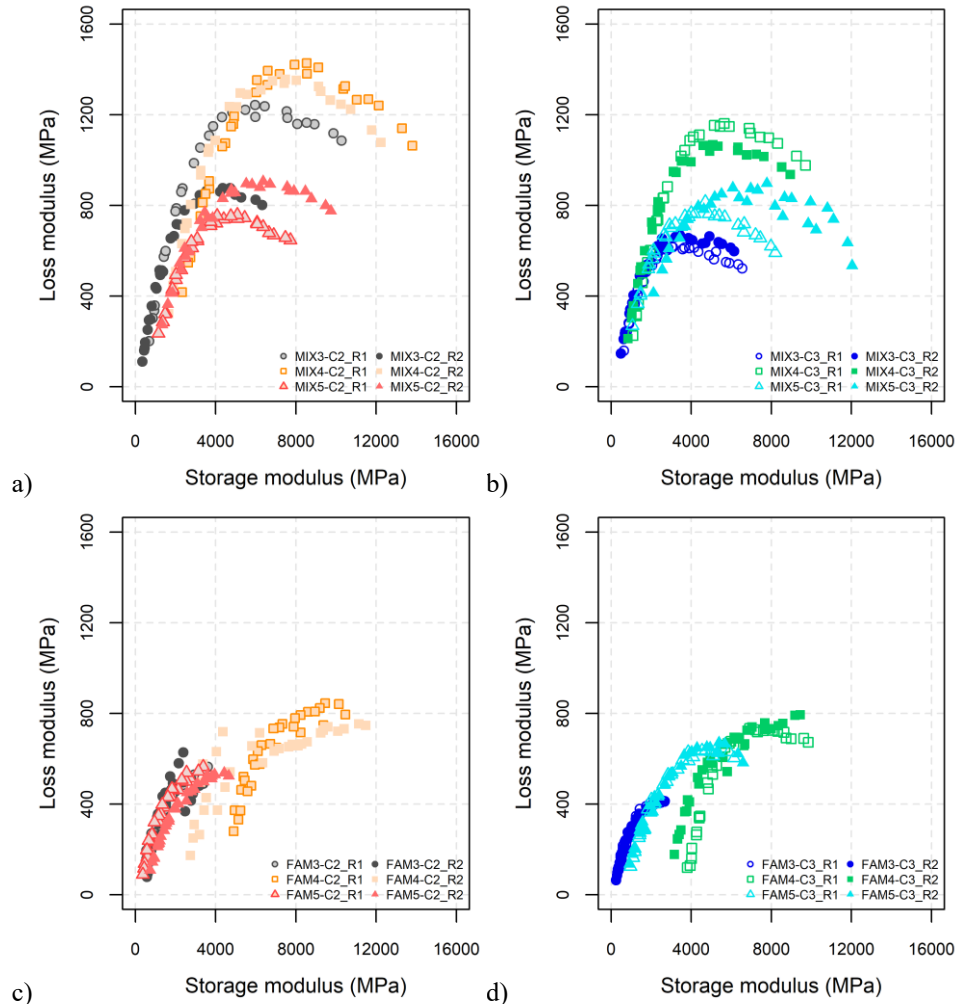 1600
1200
800
400
0
Loss modulus (MPa)
MIX3-C2_R1 MIX3-C2_R2
MIX4-C2_R1 MIX4-C2_R2
MIX5-C2_R1 MIX5-C2_R2
0 4000 8000 12000 16000
Storage modulus (MPa)
a)
1600
1200
800
400
0
Loss modulus (MPa)
MIX3-C3_R1 MIX3-C3_R2
MIX4-C3_R1 MIX4-C3_R2
MIX5-C3_R1 MIX5-C3_R2
0 4000 8000 12000 16000
Storage modulus (MPa)
b)
1600
1200
800
400
0
Loss modulus (MPa)
FAM3-C2_R1 FAM3-C2_R2
FAM4-C2_R1 FAM4-C2_R2
FAM5-C2_R1 FAM5-C2_R2
0 4000 8000 12000 16000
Storage modulus (MPa)
c)
1600
1200
800
400
0
Loss modulus (MPa)
FAM3-C3_R1 FAM3-C3_R2
FAM4-C3_R1 FAM4-C3_R2
FAM5-C3_R1 FAM5-C3_R2
0 4000 8000 12000 16000
Storage modulus (MPa)
d)